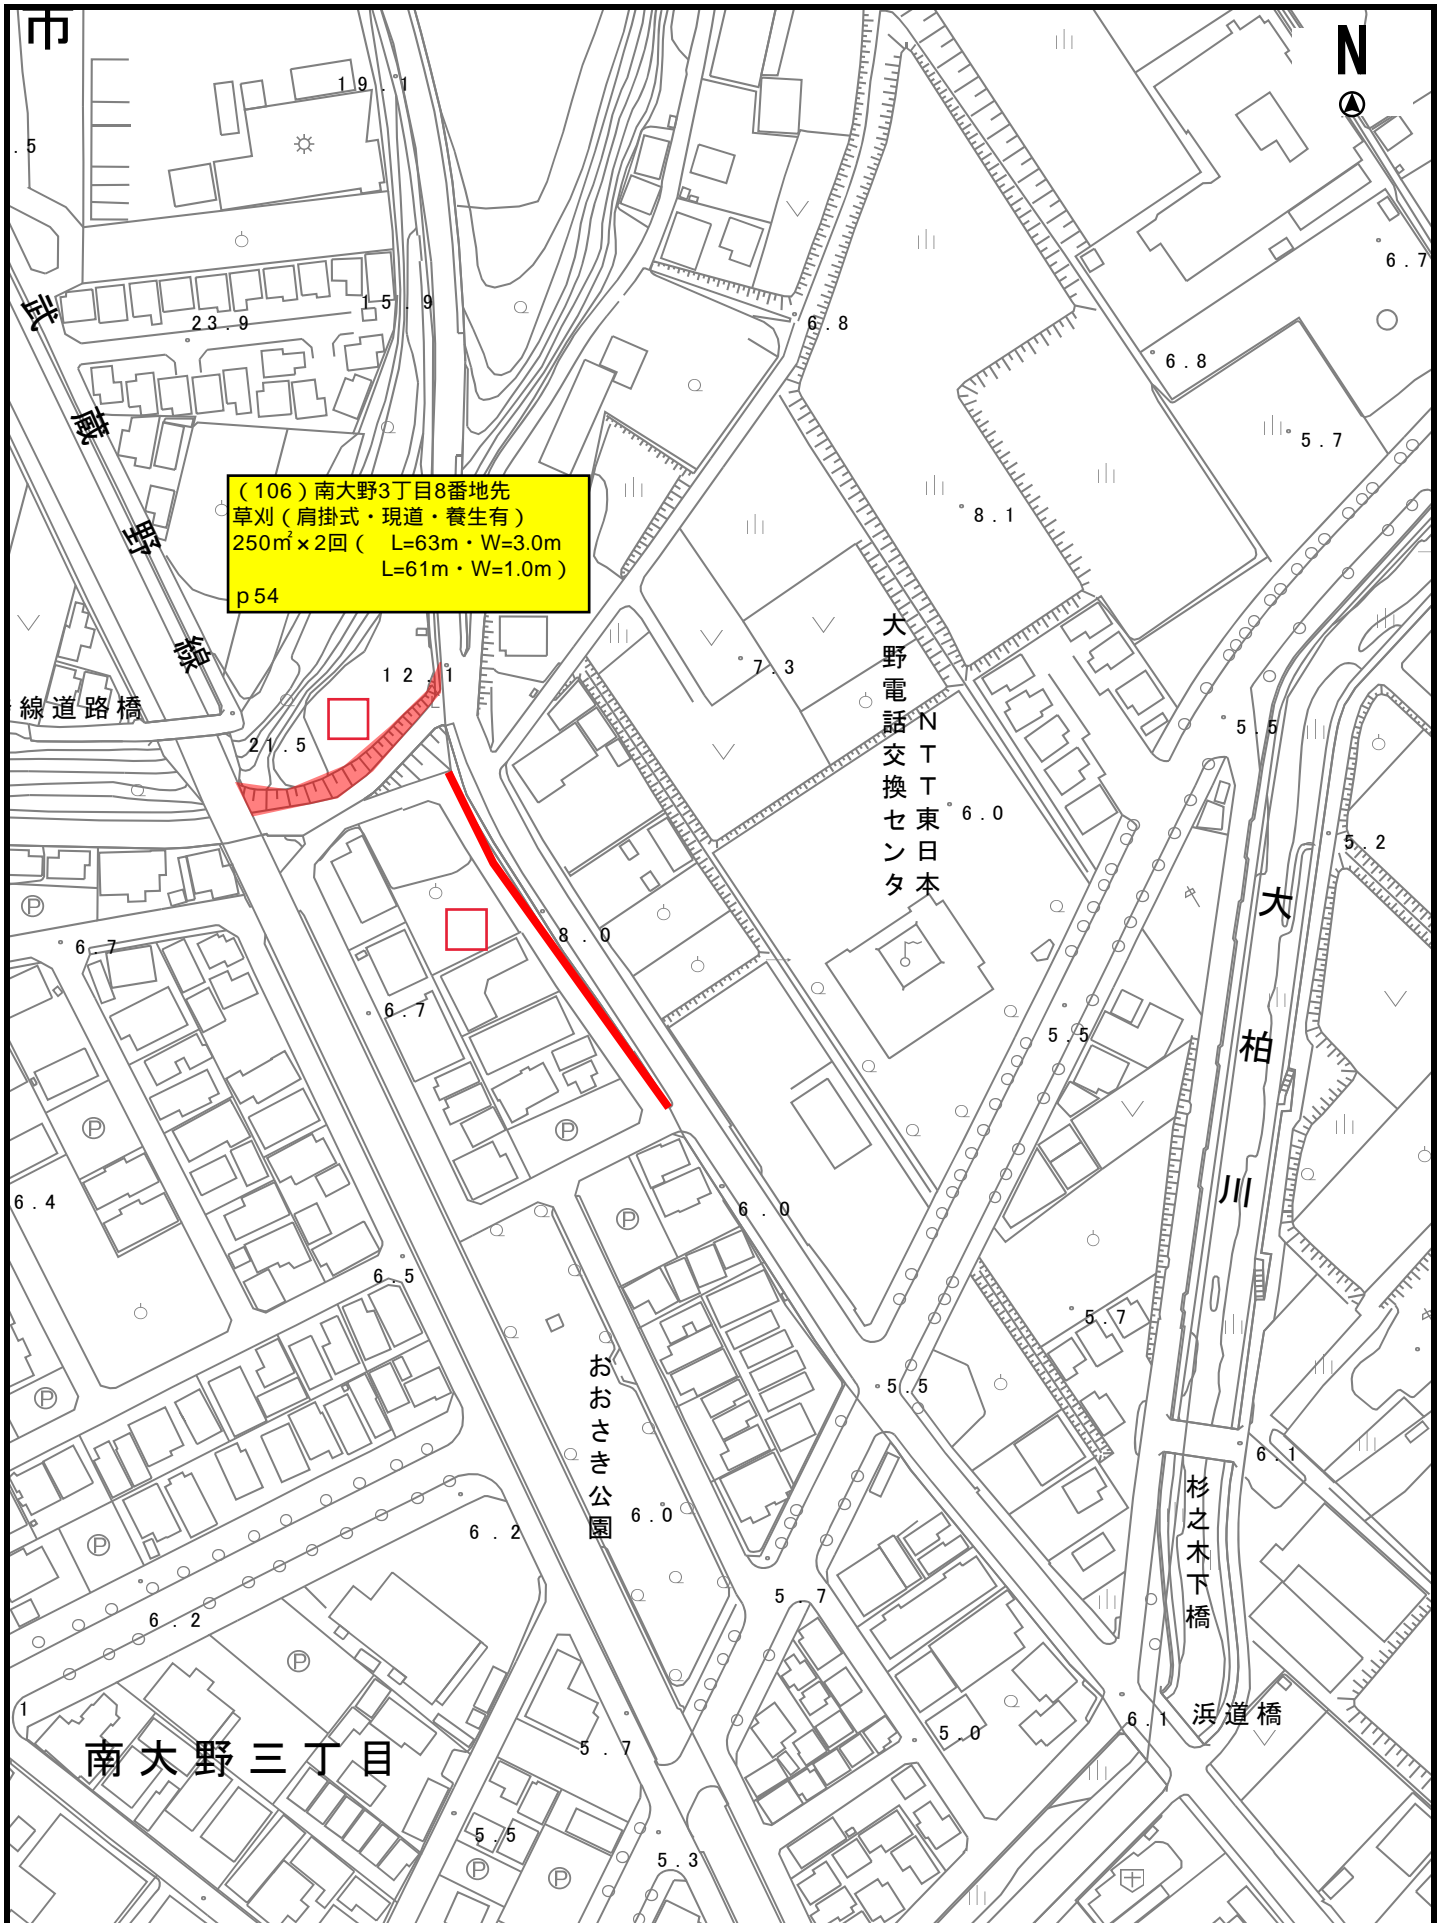 市
N
19.1
.5
6.7
武蔵野線
15.9
23.9
6.8
6.8
5.7
（106）南大野3丁目8番地先
草刈（肩掛式・現道・養生有）
250㎡×2回（　L=63m・W=3.0m
L=61m・W=1.0m）
p54
8.1
大野電話交換センタ
NTT東日本
7.3
12.1
線道路橋
21.5
5.5
6.0
5.2
P
大柏川
8.0
6.7
6.7
5.5
P
P
6.4
P
6.0
6.5
5.7
おおさき公園
5.5
P
6.1
杉之木下橋
6.0
6.2
P
5.7
6.2
P
1
6.1
浜道橋
5.0
南大野三丁目
5.7
5.5
5.3
P
P